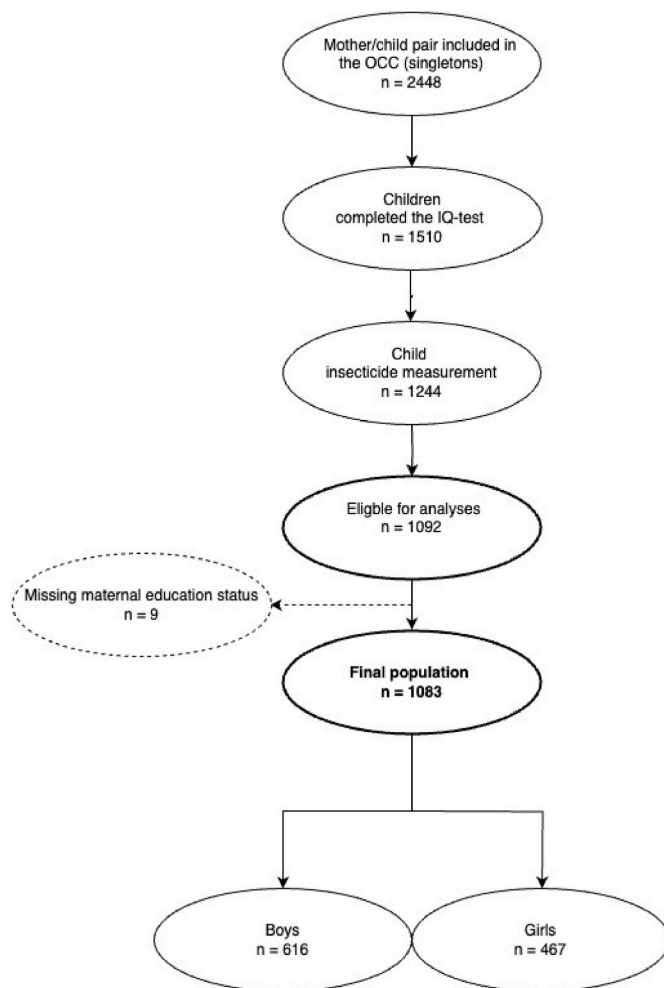 Mother/child pair included in
the OCC (singletons)
n = 2448
Children
completed the IQ-test
n = 1510
Child
insecticide measurement
n = 1244
Eligble for analyses
n = 1092
Missing maternal education status
n = 9
Final population
n = 1083
Boys
n = 616
Girls
n = 467